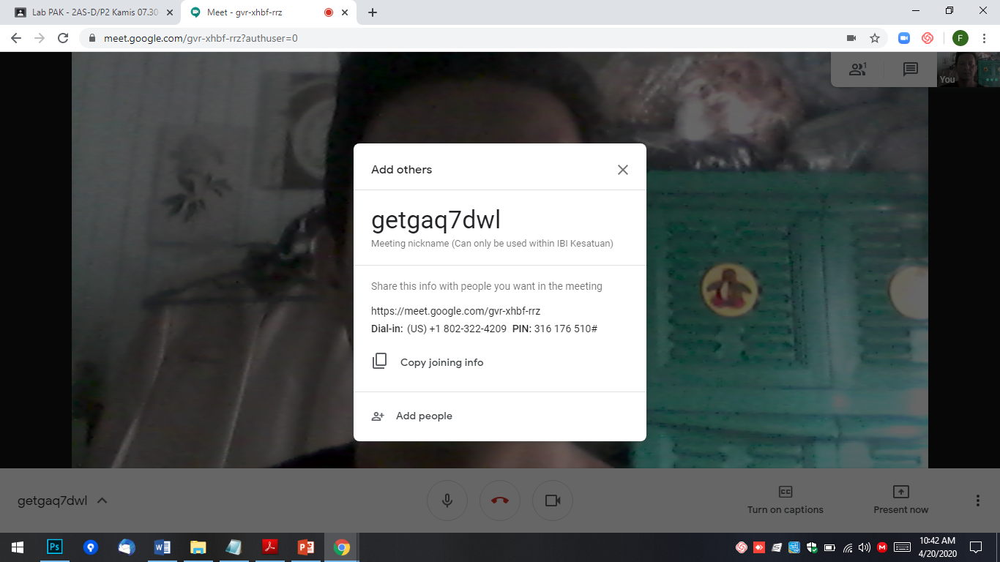 Lab PAK - 2AS-D/P2 Kamis 07.30
Meet - gvr-xhbf-rrz
meet.google.com/gvr-xhbf-rrz?authuser=0
F
1
You
Add others
getgaq7dwl
Meeting nickname (Can only be used within IBI Kesatuan)
Share this info with people you want in the meeting
https://meet.google.com/gvr-xhbf-rrz
Dial-in: (US) +1 802-322-4209 PIN: 316 176 510#
Copy joining info
Add people
getgaq7dwl
CC
Turn on captions
Present now
Ps
10:42 AM
4/20/2020